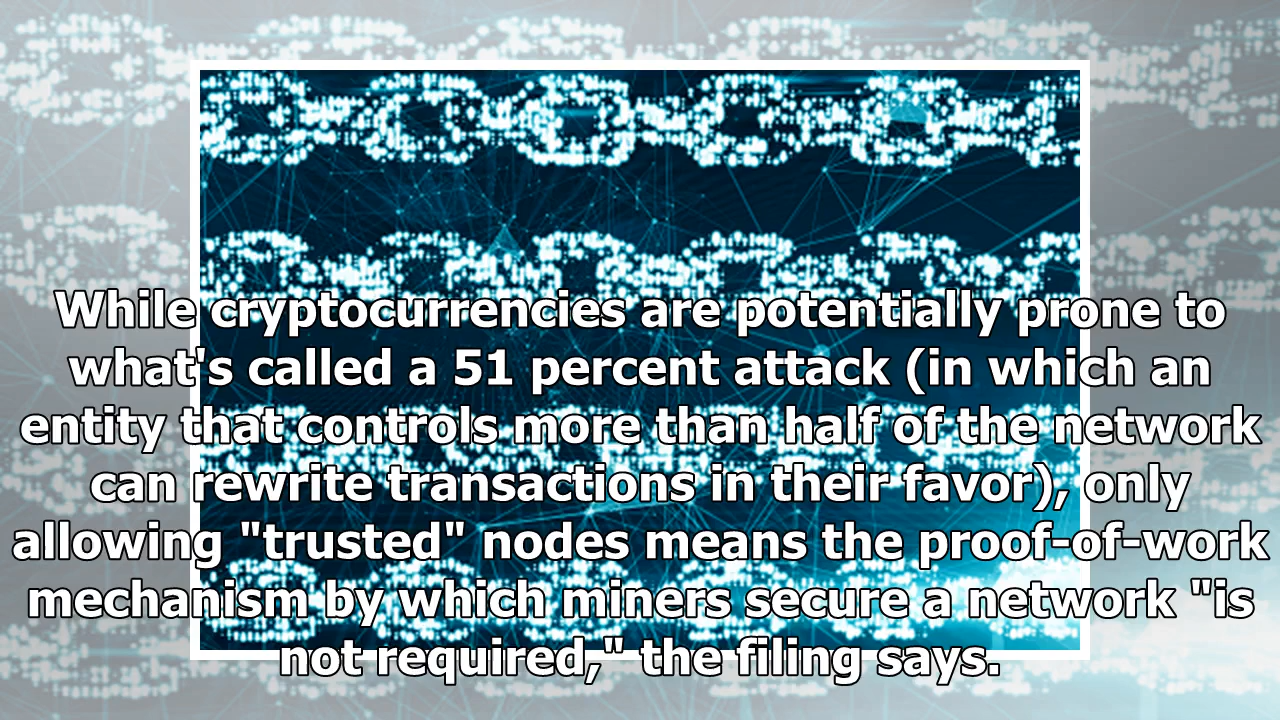 While cryptocurrencies are potentially prone to
what's called a 51 percent attack (in which an
entity that controls more than half of the network
can rewrite transactions in their favor), only
allowing "trusted" nodes means the proof-of-work
mechanism by which miners secure a network "is
not required," the filing says.